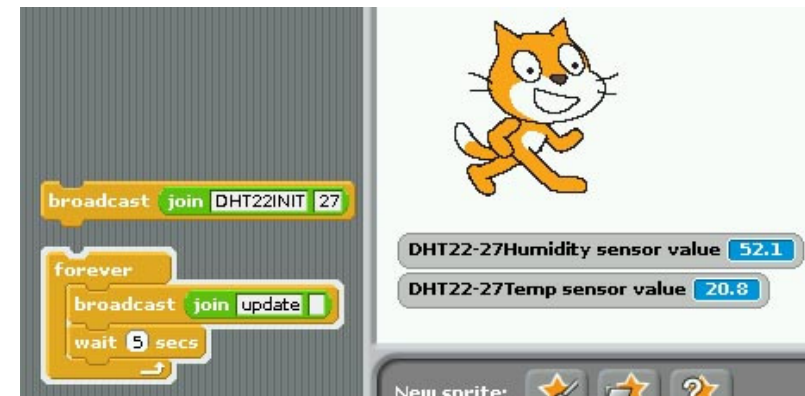 broadcast join DHT22INIT 27
forever
broadcast join update
wait 5 secs
DHT22-27Humidity sensor value 52.1
DHT22-27Temp sensor value 20.8
New sprite: